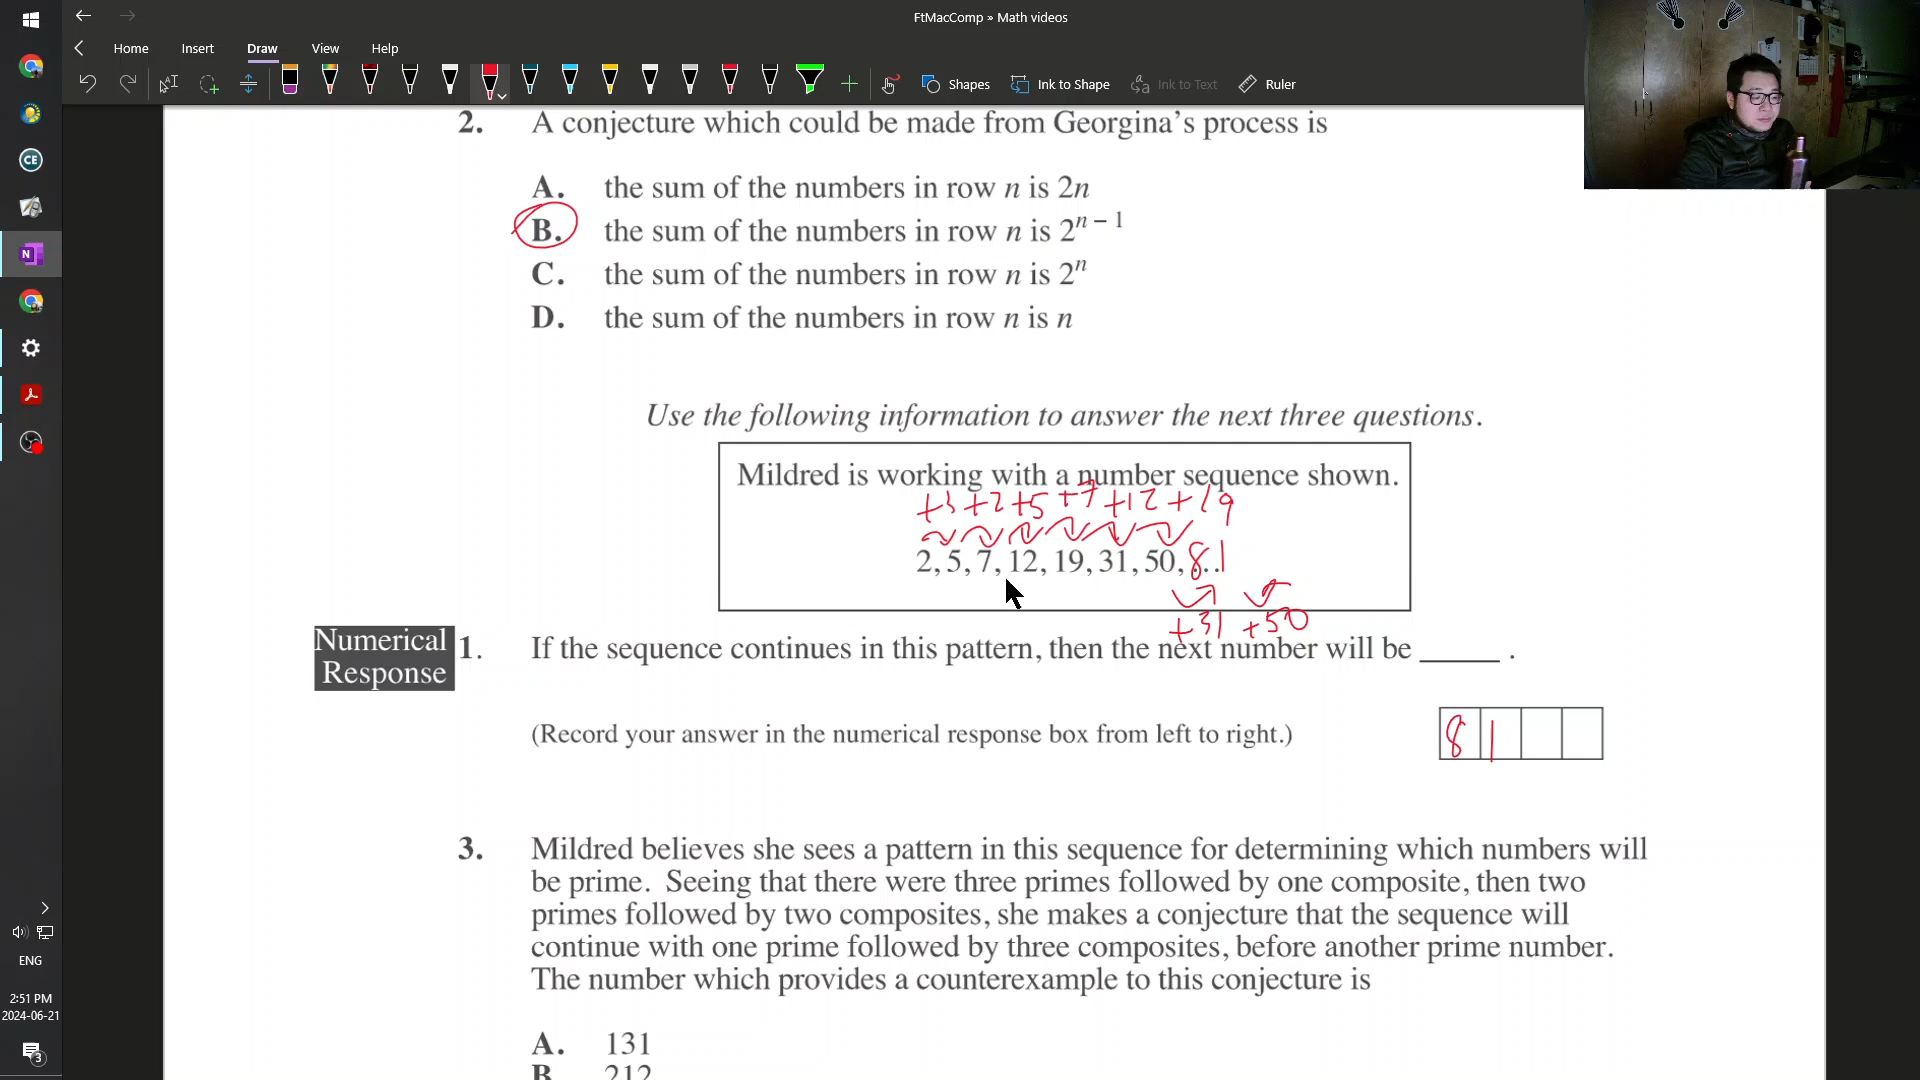 FtMacComp » Math videos
Home Insert Draw View Help
Shapes Ink to Shape Ink to Text Ruler
2. A conjecture which could be made from Georgina's process is
A. the sum of the numbers in row n is 2n
B. the sum of the numbers in row n is 2^{n – 1}
C. the sum of the numbers in row n is 2^n
D. the sum of the numbers in row n is n
Use the following information to answer the next three questions.
Mildred is working with a number sequence shown.
+3 +2 +5 +7 +12 +19
2, 5, 7, 12, 19, 31, 50, . . . 81
+31 +50
Numerical Response 1. If the sequence continues in this pattern, then the next number will be ______ .
(Record your answer in the numerical response box from left to right.) 8 1
3. Mildred believes she sees a pattern in this sequence for determining which numbers will
be prime. Seeing that there were three primes followed by one composite, then two
primes followed by two composites, she makes a conjecture that the sequence will
continue with one prime followed by three composites, before another prime number.
The number which provides a counterexample to this conjecture is
A. 131
B. 212
CE
N
ENG
2:51 PM
2024-06-21
3